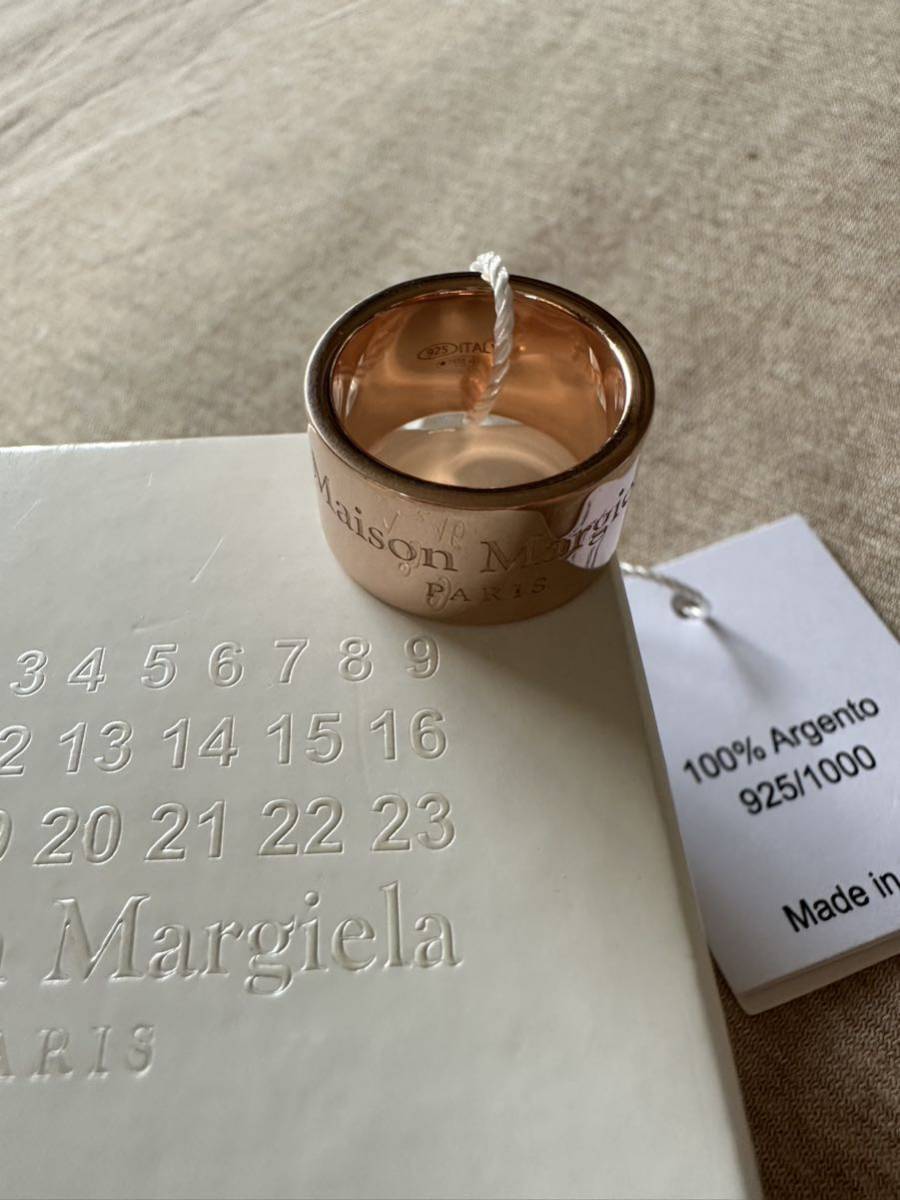 925 ITAL
Maison Margie
PARIS
3 4 5 6 7 8 9
2 13 14 15 16
20 21 22 23
Margiela
ARIS
100% Argento
925/1000
Made in